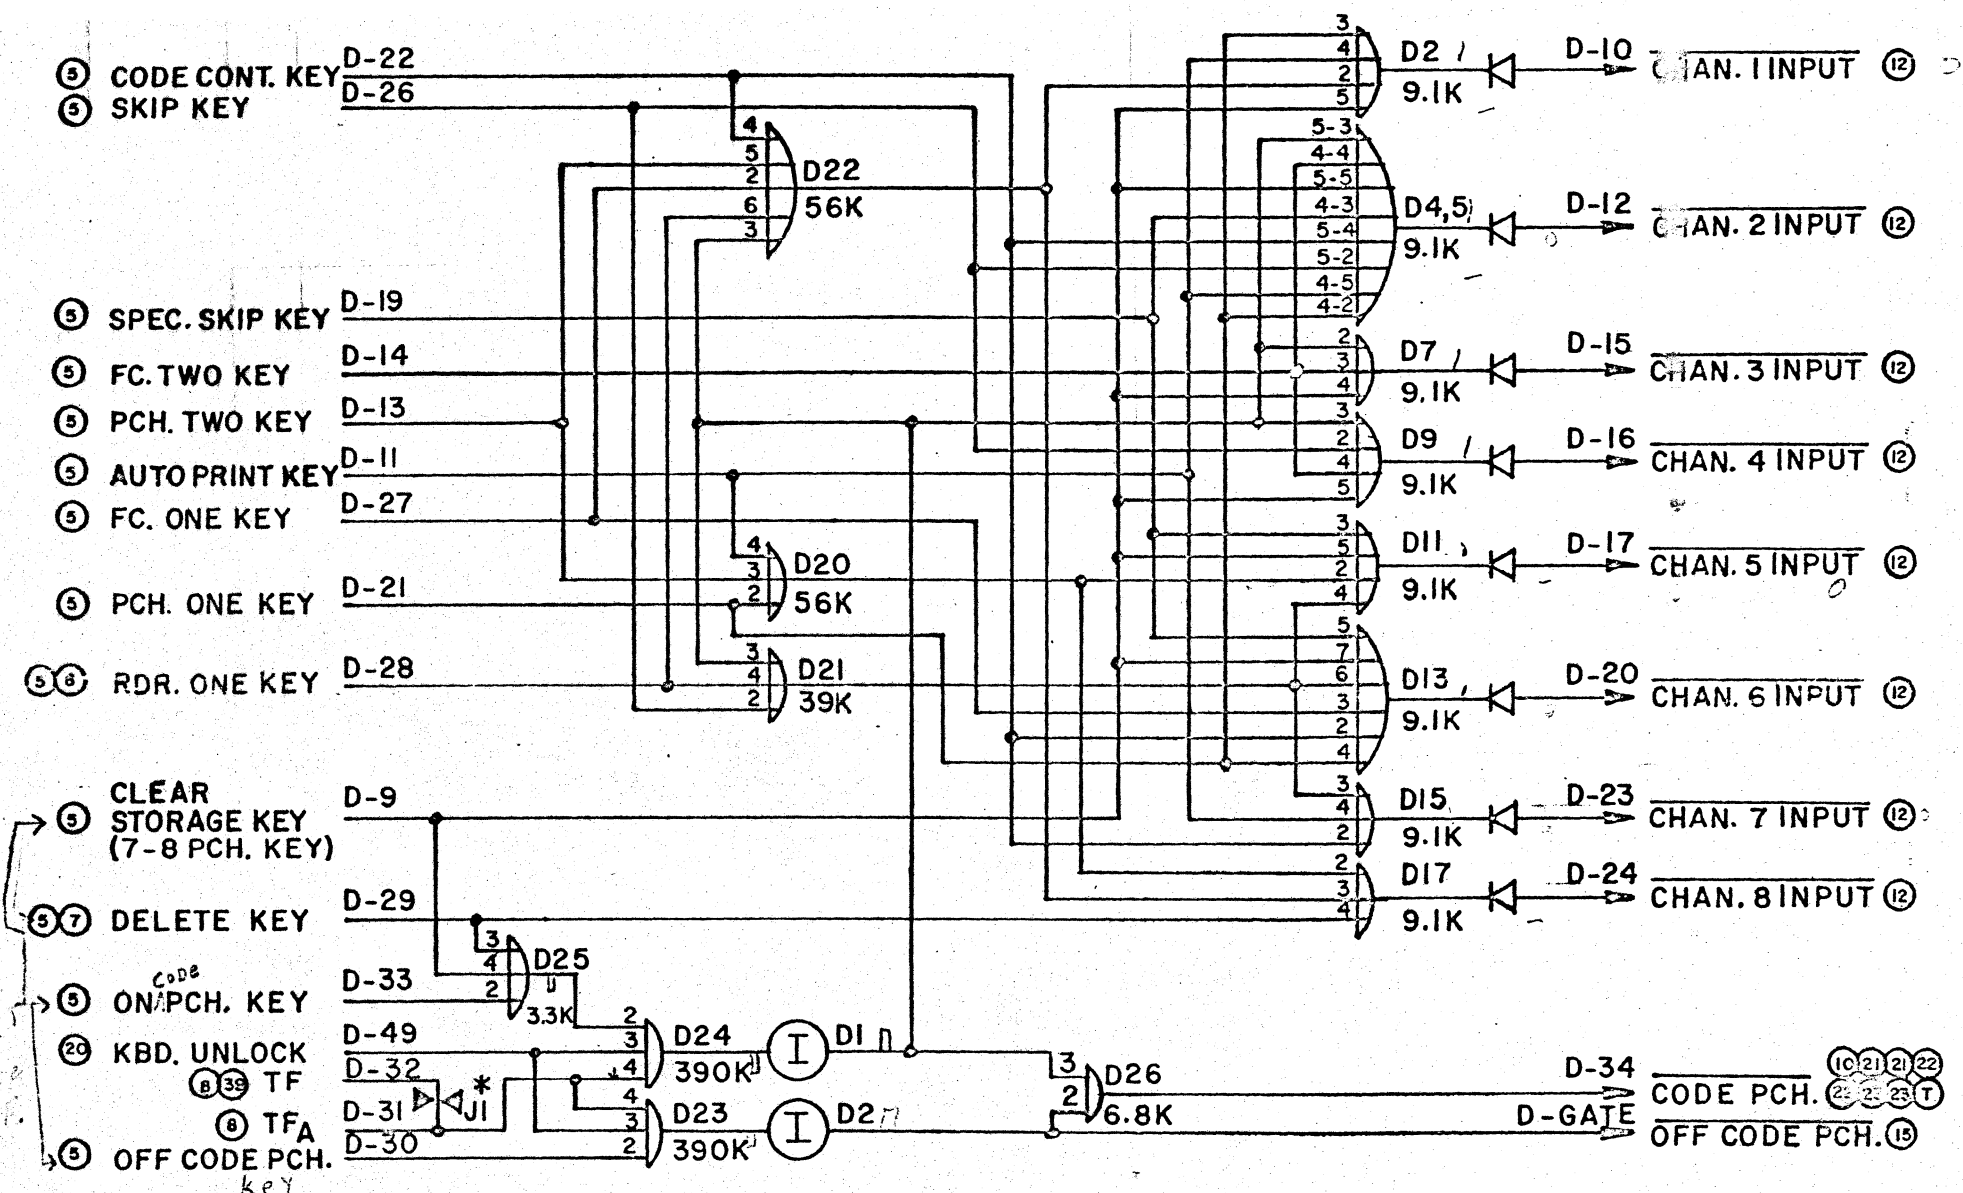 5 CODE CONT. KEY D-22
5 SKIP KEY D-26
5 SPEC. SKIP KEY D-19
5 FC. TWO KEY D-14
5 PCH. TWO KEY D-13
5 AUTO PRINT KEY D-11
5 FC. ONE KEY D-27
5 PCH. ONE KEY D-21
5 6 RDR. ONE KEY D-28
CLEAR
5 STORAGE KEY D-9
(7-8 PCH. KEY)
5 7 DELETE KEY D-29
code
5 ON PCH. KEY D-33
20 KBD. UNLOCK D-49
8 39 TF D-32
8 TFA D-31
5 OFF CODE PCH. D-30
key
J1 *
4
5
2
6
3
D22
56K
4
3
2
D20
56K
3
4
2
D21
39K
3
4
2
D25
3.3K
2
3
4
D24
390K
I
D1
4
3
2
D23
390K
I
D2
3
2
D26
6.8K
3
4
2
5
D2
9.1K
D-10
CHAN. 1 INPUT 12
5-3
4-4
5-5
4-3
5-4
5-2
4-5
4-2
D4,5
9.1K
D-12
CHAN. 2 INPUT 12
2
3
4
D7
9.1K
D-15
CHAN. 3 INPUT 12
3
2
4
5
D9
9.1K
D-16
CHAN. 4 INPUT 12
3
5
2
4
D11
9.1K
D-17
CHAN. 5 INPUT 12
5
7
6
3
2
4
D13
9.1K
D-20
CHAN. 6 INPUT 12
3
4
2
D15
9.1K
D-23
CHAN. 7 INPUT 12
2
3
4
D17
9.1K
D-24
CHAN. 8 INPUT 12
D-34
10 21 21 22
CODE PCH. 23 T
D-GATE
OFF CODE PCH. 15